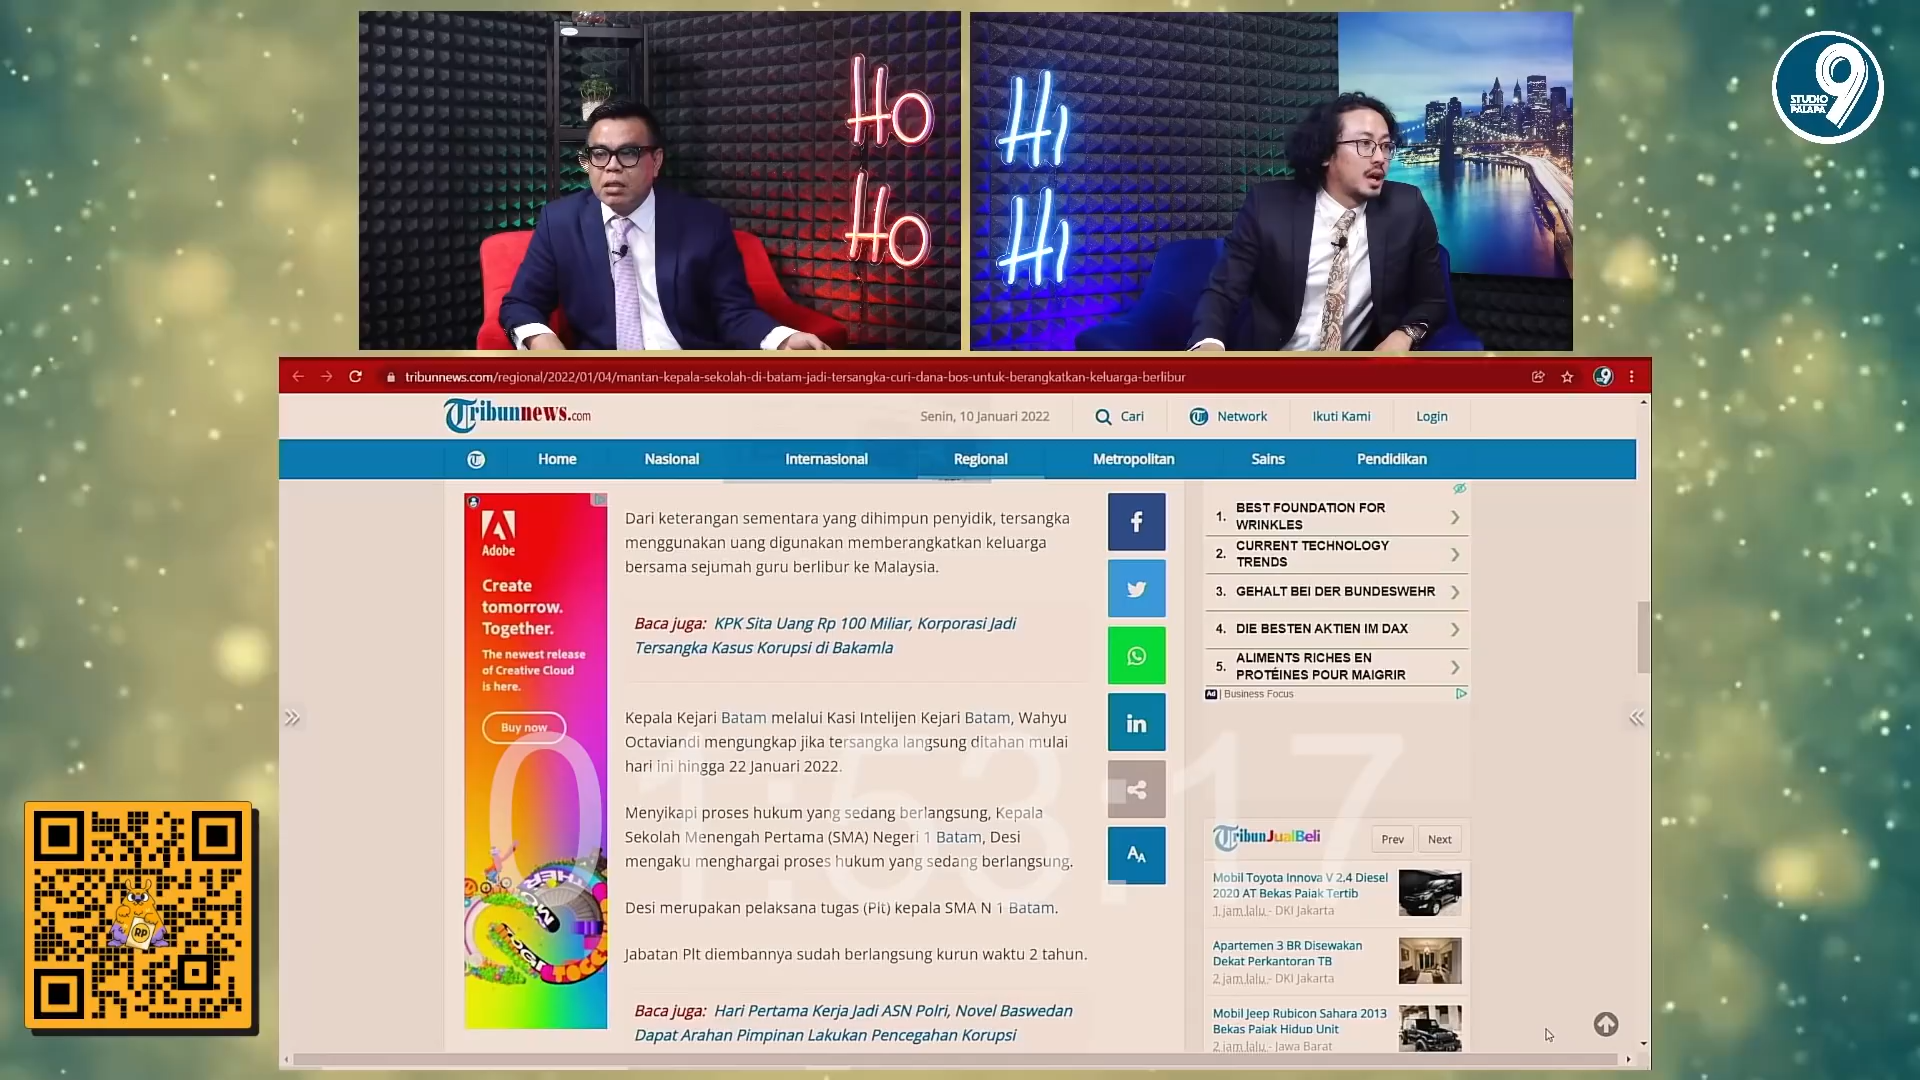 HO
HO
HI
HI
STUDIO
PALAPA
9
tribunnews.com/regional/2022/01/04/mantan-kepala-sekolah-di-batam-jadi-tersangka-curi-dana-bos-untuk-berangkatkan-keluarga-berlibur
Tribunnews.com
Senin, 10 Januari 2022
Cari
Network
Ikuti Kami
Login
Home
Nasional
Internasional
Regional
Metropolitan
Sains
Pendidikan
Adobe
Create
tomorrow.
Together.
The newest release
of Creative Cloud
is here.
Buy now
Dari keterangan sementara yang dihimpun penyidik, tersangka
menggunakan uang digunakan memberangkatkan keluarga
bersama sejumah guru berlibur ke Malaysia.
Baca juga: KPK Sita Uang Rp 100 Miliar, Korporasi Jadi
Tersangka Kasus Korupsi di Bakamla
Kepala Kejari Batam melalui Kasi Intelijen Kejari Batam, Wahyu
Octaviandi mengungkap jika tersangka langsung ditahan mulai
hari ini hingga 22 Januari 2022.
Menyikapi proses hukum yang sedang berlangsung, Kepala
Sekolah Menengah Pertama (SMA) Negeri 1 Batam, Desi
mengaku menghargai proses hukum yang sedang berlangsung.
Desi merupakan pelaksana tugas (Plt) kepala SMA N 1 Batam.
Jabatan Plt diembannya sudah berlangsung kurun waktu 2 tahun.
Baca juga: Hari Pertama Kerja Jadi ASN Polri, Novel Baswedan
Dapat Arahan Pimpinan Lakukan Pencegahan Korupsi
01:53:17
1. BEST FOUNDATION FOR
WRINKLES
2. CURRENT TECHNOLOGY
TRENDS
3. GEHALT BEI DER BUNDESWEHR
4. DIE BESTEN AKTIEN IM DAX
5. ALIMENTS RICHES EN
PROTÉINES POUR MAIGRIR
Ad | Business Focus
TribunJualBeli
Prev
Next
Mobil Toyota Innova V 2.4 Diesel
2020 AT Bekas Pajak Tertib
1 jam lalu - DKI Jakarta
Apartemen 3 BR Disewakan
Dekat Perkantoran TB
2 jam lalu - DKI Jakarta
Mobil Jeep Rubicon Sahara 2013
Bekas Pajak Hidup Unit
2 jam lalu - Jawa Barat
RP